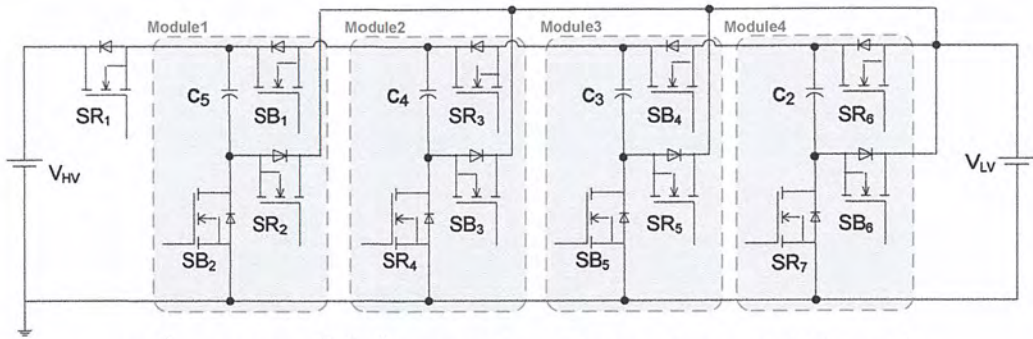 Module1
Module2
Module3
Module4
C5
C4
C3
C2
SR1
SB1
SR3
SB4
SR6
VHV
VLV
SR2
SB3
SR5
SB6
SB2
SR4
SB5
SR7